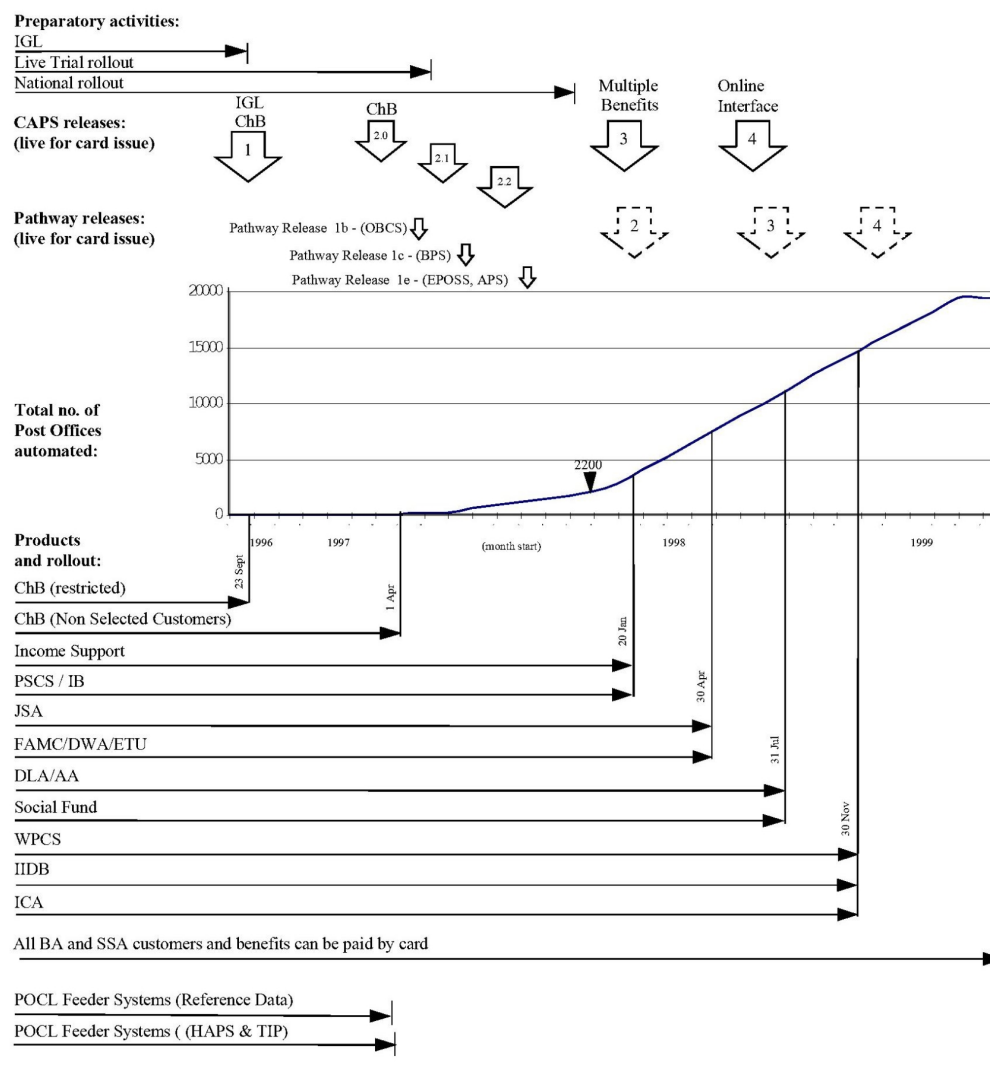 Preparatory activities:
IGL
Live Trial rollout
National rollout
IGL
ChB
ChB
Multiple
Benefits
Online
Interface
CAPS releases:
(live for card issue)
1
2.0
2.1
2.2
3
4
Pathway releases:
(live for card issue)
2
3
4
Pathway Release 1b - (OBCS)
Pathway Release 1c - (BPS)
Pathway Release 1e - (EPOSS, APS)
20000
15000
10000
5000
0
Total no. of
Post Offices
automated:
2200
1996
1997
(month start)
1998
1999
Products
and rollout:
23 Sept
1 Apr
20 Jan
30 Apr
31 Jul
30 Nov
ChB (restricted)
ChB (Non Selected Customers)
Income Support
PSCS / IB
JSA
FAMC/DWA/ETU
DLA/AA
Social Fund
WPCS
IIDB
ICA
All BA and SSA customers and benefits can be paid by card
POCL Feeder Systems (Reference Data)
POCL Feeder Systems ( (HAPS & TIP)